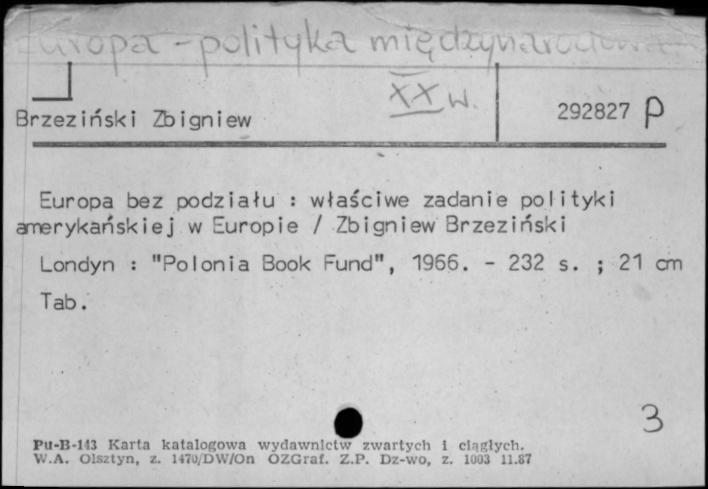 Europa - polityka międzynarodowa
XX w.
Brzeziński Zbigniew
292827 P
Europa bez podziału : właściwe zadanie polityki
amerykańskiej w Europie / Zbigniew Brzeziński
Londyn : "Polonia Book Fund", 1966. - 232 s. ; 21 cm
Tab.
3
Pu-B-143 Karta katalogowa wydawnictw zwartych i ciągłych.
W.A. Olsztyn, z. 1470/DW/On OZGraf. Z.P. Dz-wo, z. 1003 11.87